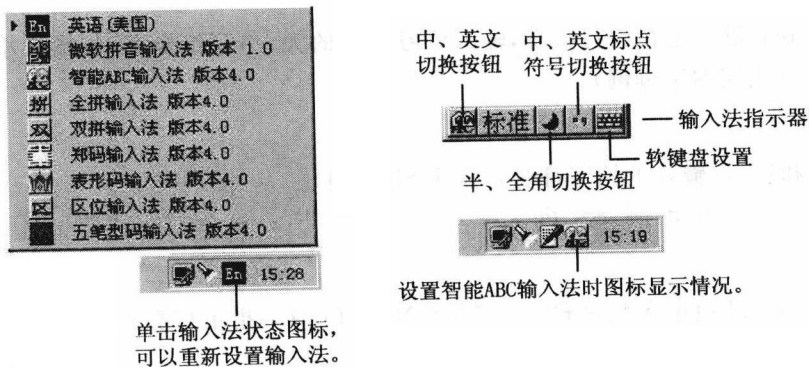 En 英语(美国)
微软拼音输入法 版本 1.0
智能ABC输入法 版本4.0
拼 全拼输入法 版本4.0
双 双拼输入法 版本4.0
郑码输入法 版本4.0
表形码输入法 版本4.0
区 区位输入法 版本4.0
五笔型码输入法 版本4.0
En 15:28
单击输入法状态图标，
可以重新设置输入法。
中、英文
切换按钮
中、英文标点
符号切换按钮
标准
输入法指示器
软键盘设置
半、全角切换按钮
15:19
设置智能ABC输入法时图标显示情况。